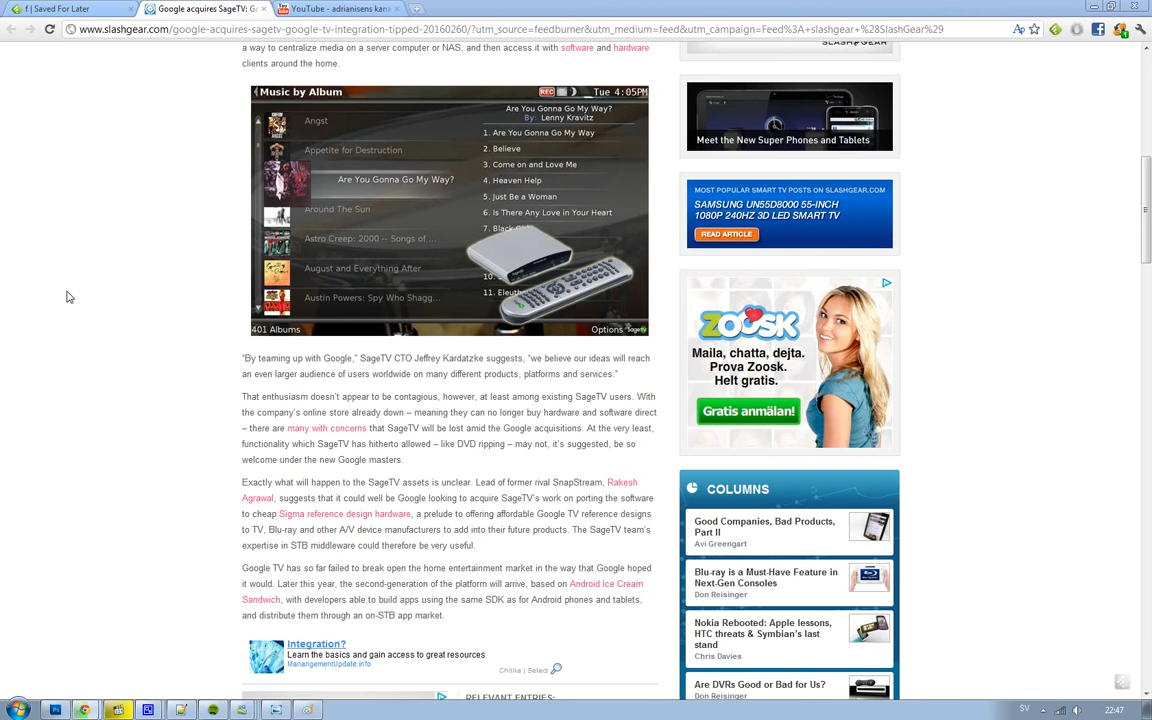 f | Saved For Later
Google acquires SageTV: G
YouTube - adrianisens kana
www.slashgear.com/google-acquires-sagetv-google-tv-integration-tipped-20160260/?utm_source=feedburner&utm_medium=feed&utm_campaign=Feed%3A+slashgear+%28SlashGear%29
a way to centralize media on a server computer or NAS, and then access it with software and hardware
clients around the home.
Music by Album
REC
Tue 4:05PM
Angst
Appetite for Destruction
Are You Gonna Go My Way?
Around The Sun
Astro Creep: 2000 -- Songs of ...
August and Everything After
Austin Powers: Spy Who Shagg...
401 Albums
Are You Gonna Go My Way?
By: Lenny Kravitz
1. Are You Gonna Go My Way
2. Believe
3. Come on and Love Me
4. Heaven Help
5. Just Be a Woman
6. Is There Any Love in Your Heart
7. Black
10.
11. Eleuth
Options
SageTV
"By teaming up with Google," SageTV CTO Jeffrey Kardatzke suggests, "we believe our ideas will reach
an even larger audience of users worldwide on many different products, platforms and services."
That enthusiasm doesn't appear to be contagious, however, at least among existing SageTV users. With
the company's online store already down – meaning they can no longer buy hardware and software direct
– there are many with concerns that SageTV will be lost amid the Google acquisitions. At the very least,
functionality which SageTV has hitherto allowed – like DVD ripping – may not, it's suggested, be so
welcome under the new Google masters.
Exactly what will happen to the SageTV assets is unclear. Lead of former rival SnapStream, Rakesh
Agrawal, suggests that it could well be Google looking to acquire SageTV's work on porting the software
to cheap Sigma reference design hardware, a prelude to offering affordable Google TV reference designs
to TV, Blu-ray and other A/V device manufacturers to add into their future products. The SageTV team's
expertise in STB middleware could therefore be very useful.
Google TV has so far failed to break open the home entertainment market in the way that Google hoped
it would. Later this year, the second-generation of the platform will arrive, based on Android Ice Cream
Sandwich, with developers able to build apps using the same SDK as for Android phones and tablets,
and distribute them through an on-STB app market.
Integration?
Learn the basics and gain access to great resources
ManangementUpdate.info
Chitika | Select
RELEVANT ENTRIES:
SLASHGEAR
Meet the New Super Phones and Tablets
MOST POPULAR SMART TV POSTS ON SLASHGEAR.COM
SAMSUNG UN55D8000 55-INCH
1080P 240HZ 3D LED SMART TV
READ ARTICLE
ZOOSK
Maila, chatta, dejta.
Prova Zoosk.
Helt gratis.
Gratis anmälan!
COLUMNS
Good Companies, Bad Products,
Part II
Avi Greengart
Blu-ray is a Must-Have Feature in
Next-Gen Consoles
Don Reisinger
Nokia Rebooted: Apple lessons,
HTC threats & Symbian's last
stand
Chris Davies
Are DVRs Good or Bad for Us?
Don Reisinger
SV
22:47